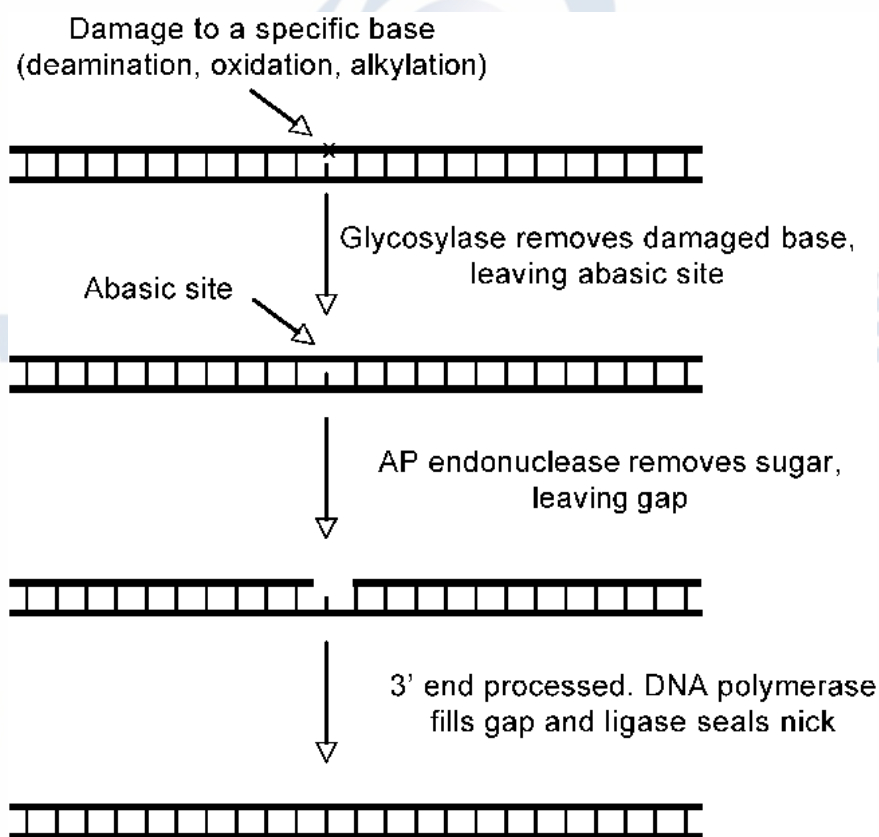 Damage to a specific base
(deamination, oxidation, alkylation)
Glycosylase removes damaged base,
leaving abasic site
Abasic site
AP endonuclease removes sugar,
leaving gap
3’ end processed. DNA polymerase
fills gap and ligase seals nick